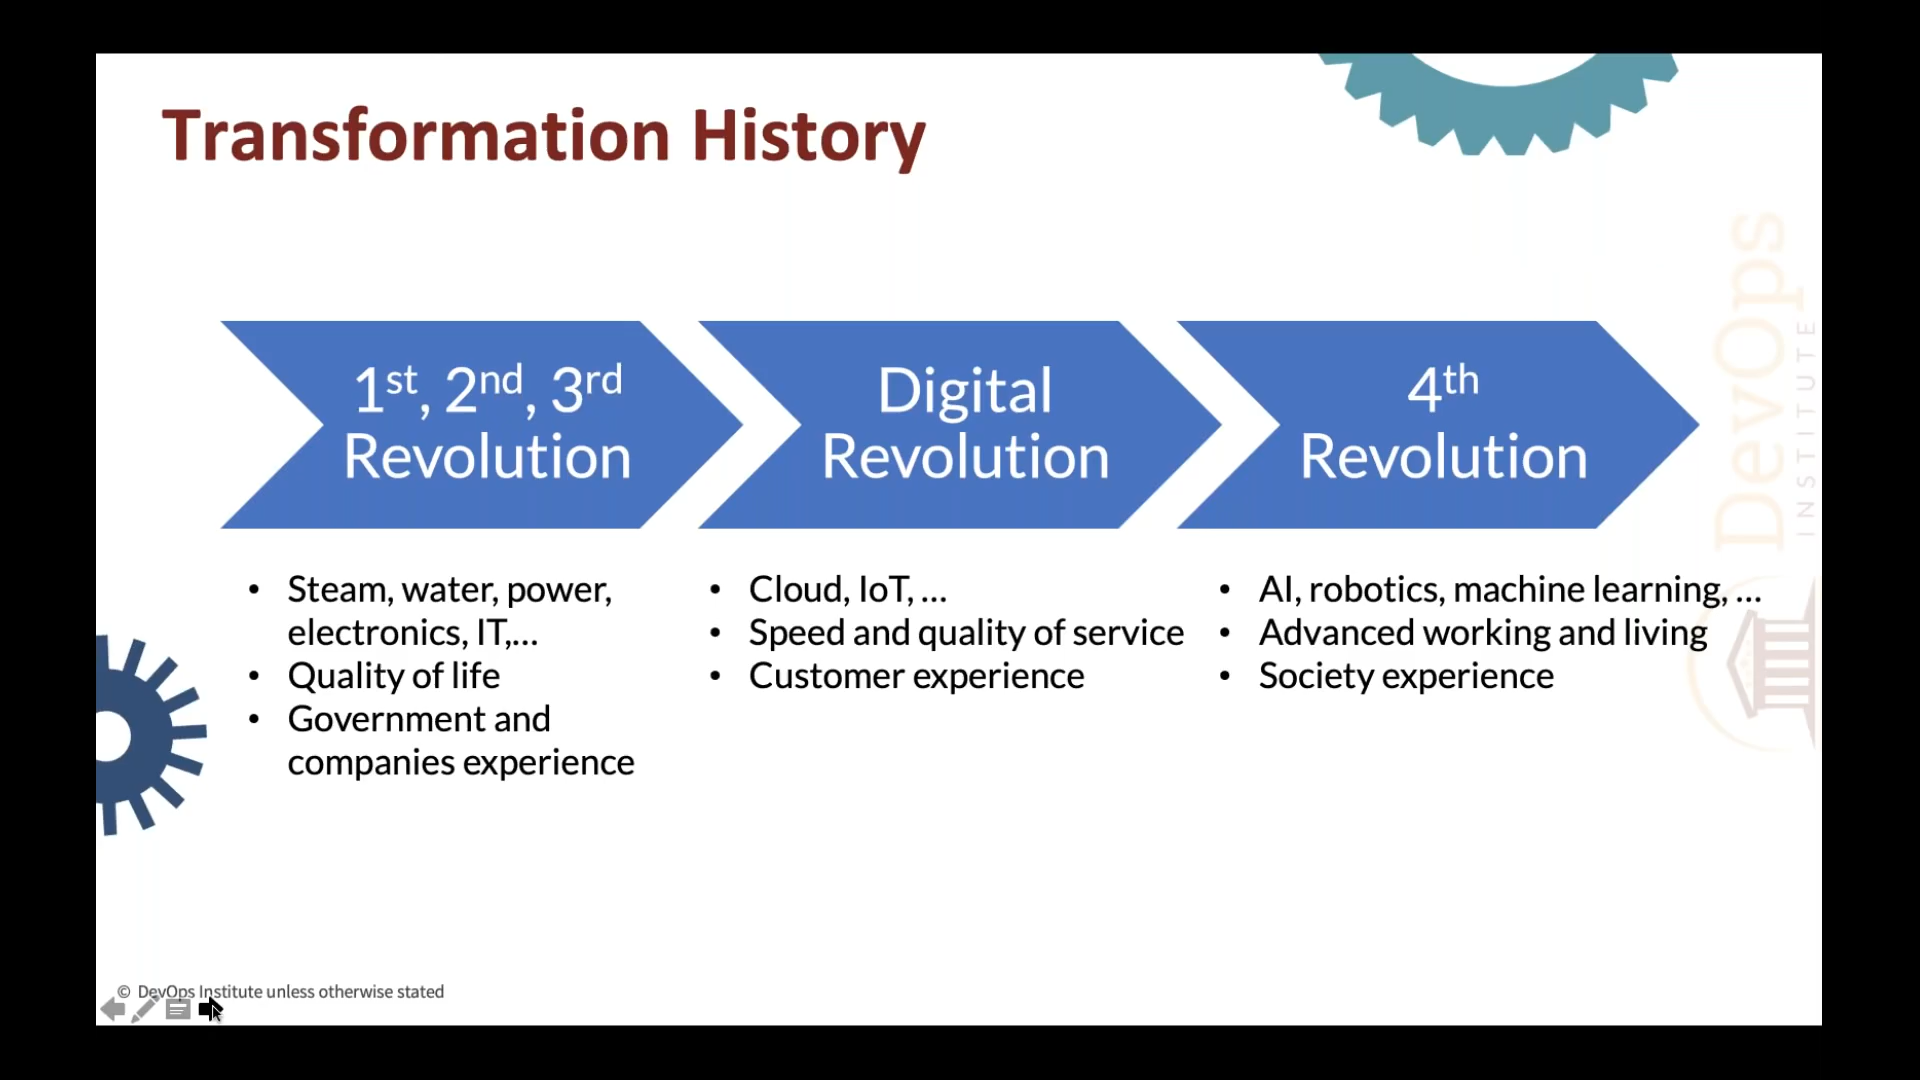 Transformation History
1st, 2nd, 3rd
Revolution
Digital
Revolution
4th
Revolution
• Steam, water, power,
electronics, IT,...
• Quality of life
• Government and
companies experience
• Cloud, IoT, ...
• Speed and quality of service
• Customer experience
• AI, robotics, machine learning, ...
• Advanced working and living
• Society experience
DevOps
INSTITUTE
© DevOps Institute unless otherwise stated